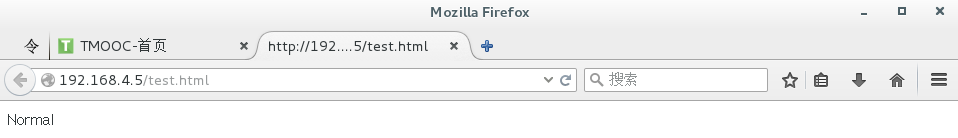 Mozilla Firefox
令
T TMOOC-首页
http://192....5/test.html
192.168.4.5/test.html
搜索
Normal